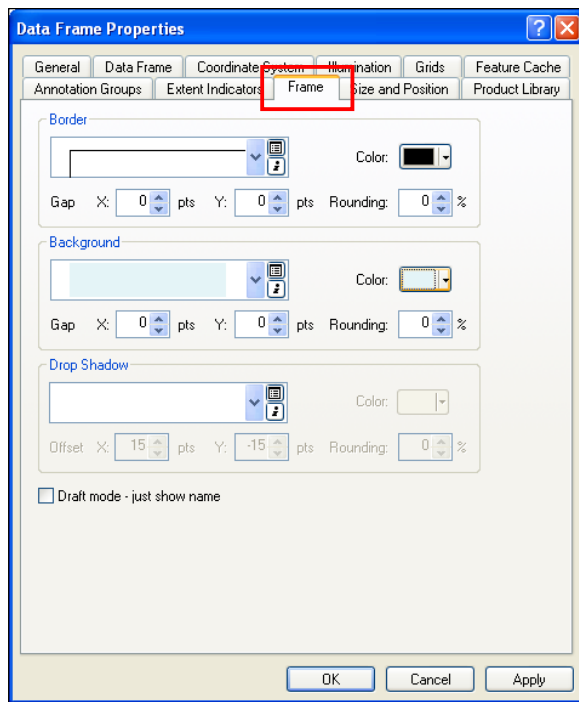 Data Frame Properties
General Data Frame Coordinate System Illumination Grids Feature Cache
Annotation Groups Extent Indicators Frame Size and Position Product Library
Border
Color:
Gap X: 0 pts Y: 0 pts Rounding: 0 %
Background
Color:
Gap X: 0 pts Y: 0 pts Rounding: 0 %
Drop Shadow
Color:
Offset X: 15 pts Y: -15 pts Rounding: 0 %
Draft mode - just show name
OK Cancel Apply